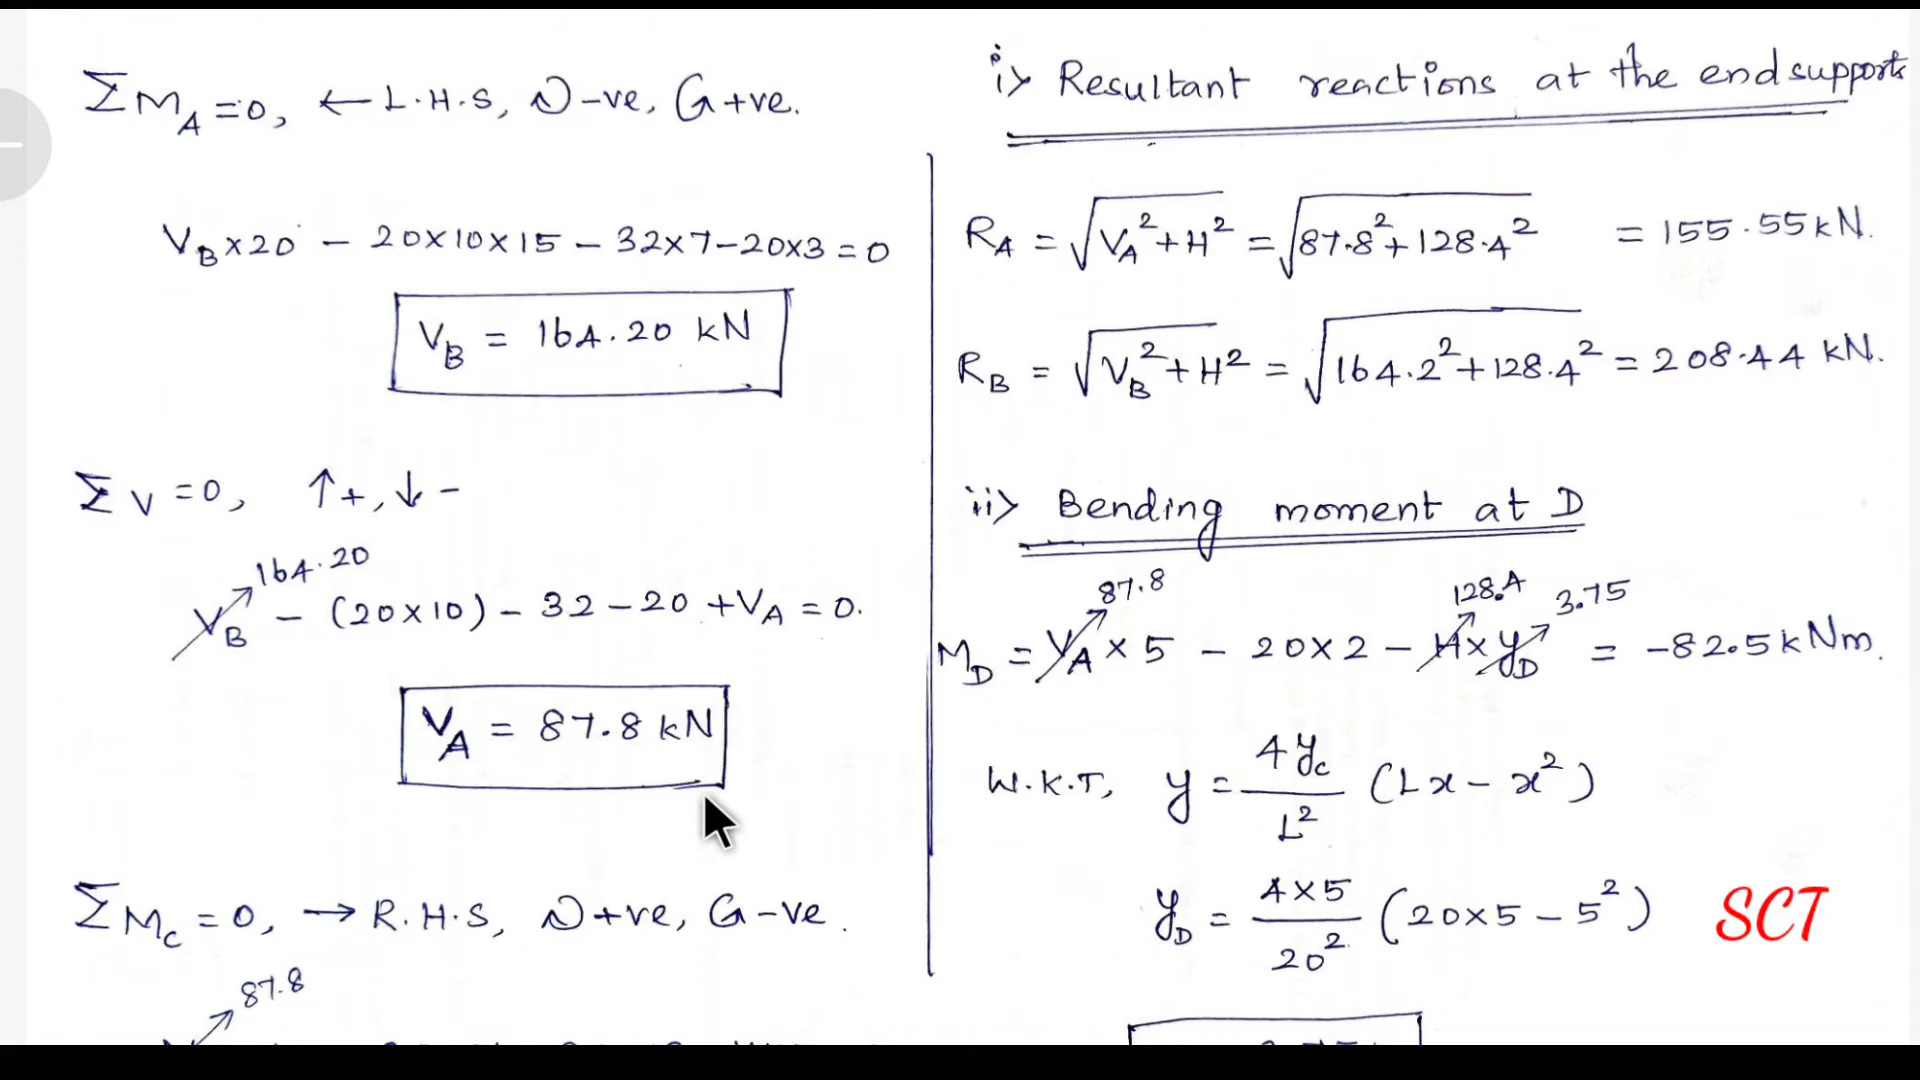 ΣM_A = 0, ← L.H.S, ↻ -ve, ↺ +ve.
V_B × 20 - 20×10×15 - 32×7 - 20×3 = 0
V_B = 164.20 kN
ΣV = 0, ↑+, ↓-
164.20
V_B - (20×10) - 32 - 20 + V_A = 0.
V_A = 87.8 kN
ΣM_C = 0, → R.H.S, ↻ +ve, ↺ -ve.
87.8
i> Resultant reactions at the end supports
R_A = √(V_A² + H²) = √(87.8² + 128.4²) = 155.55 kN.
R_B = √(V_B² + H²) = √(164.2² + 128.4²) = 208.44 kN.
ii> Bending moment at D
87.8 128.4 3.75
M_D = V_A × 5 - 20×2 - H × y_D = -82.5 kNm.
W.K.T, y = 4y_c / L² (Lx - x²)
y_D = 4×5 / 20² (20×5 - 5²)
SCT